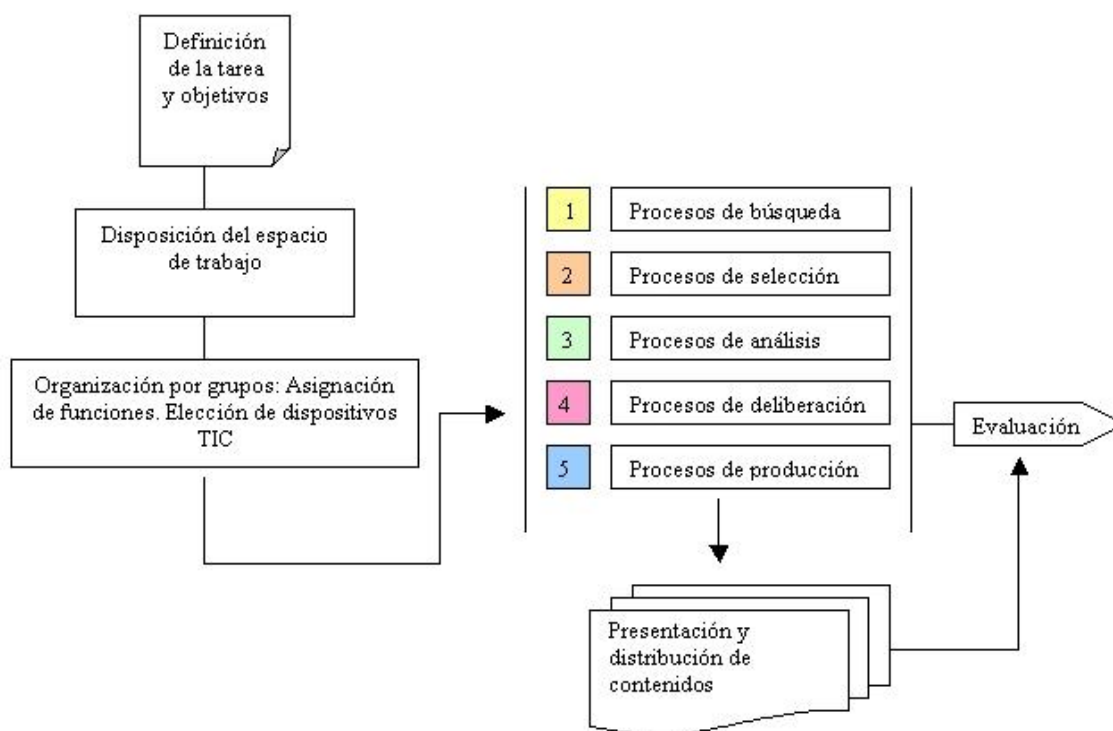 Definición
de la tarea
y objetivos
Disposición del espacio
de trabajo
Organización por grupos: Asignación
de funciones. Elección de dispositivos
TIC
1 Procesos de búsqueda
2 Procesos de selección
3 Procesos de análisis
4 Procesos de deliberación
5 Procesos de producción
Evaluación
Presentación y
distribución de
contenidos